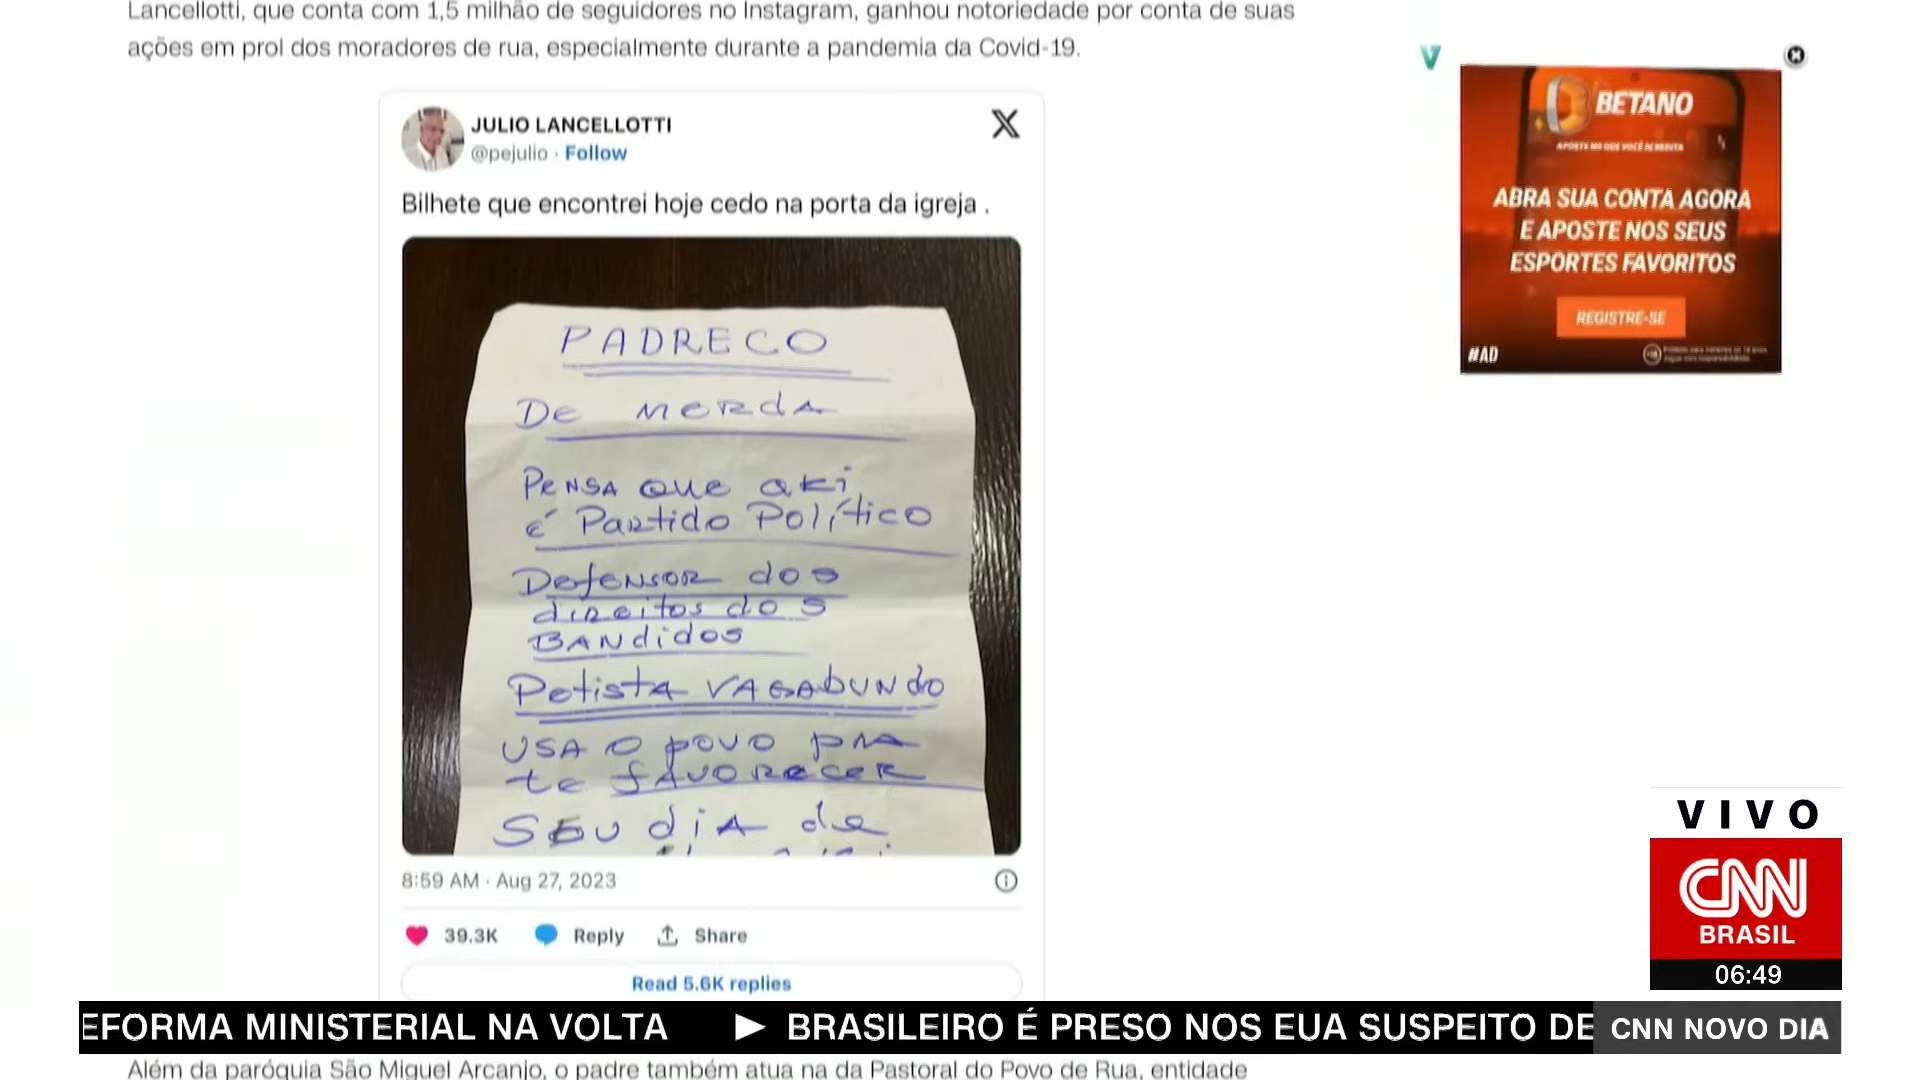 Lancellotti, que conta com 1,5 milhão de seguidores no Instagram, ganhou notoriedade por conta de suas
ações em prol dos moradores de rua, especialmente durante a pandemia da Covid-19.
JULIO LANCELLOTTI
@pejulio · Follow
Bilhete que encontrei hoje cedo na porta da igreja .
PADRECO
De merda
Pensa que aki
é Partido Político
Defensor dos
direitos dos
Bandidos
Petista VAGAbUNdo
USA o povo pra
te favorecer
Seu dia de
8:59 AM · Aug 27, 2023
39.3K Reply Share
Read 5.6K replies
BETANO
ABRA SUA CONTA AGORA
E APOSTE NOS SEUS
ESPORTES FAVORITOS
REGISTRE-SE
#AD
VIVO
CNN
BRASIL
06:49
EFORMA MINISTERIAL NA VOLTA ▶ BRASILEIRO É PRESO NOS EUA SUSPEITO DE
CNN NOVO DIA
Além da paróquia São Miguel Arcanjo, o padre também atua na da Pastoral do Povo de Rua, entidade